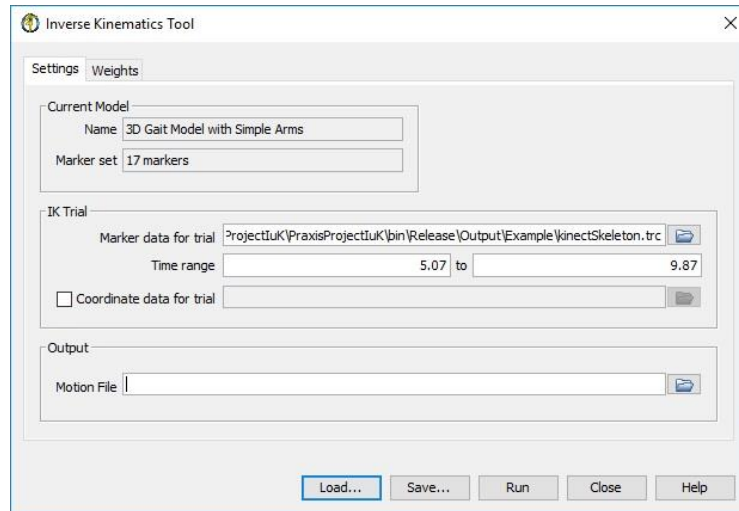 Inverse Kinematics Tool
Settings Weights
Current Model
Name 3D Gait Model with Simple Arms
Marker set 17 markers
IK Trial
Marker data for trial ProjectIuK\PraxisProjectIuK\bin\Release\Output\Example\kinectSkeleton.trc
Time range 5.07 to 9.87
Coordinate data for trial
Output
Motion File
Load... Save... Run Close Help